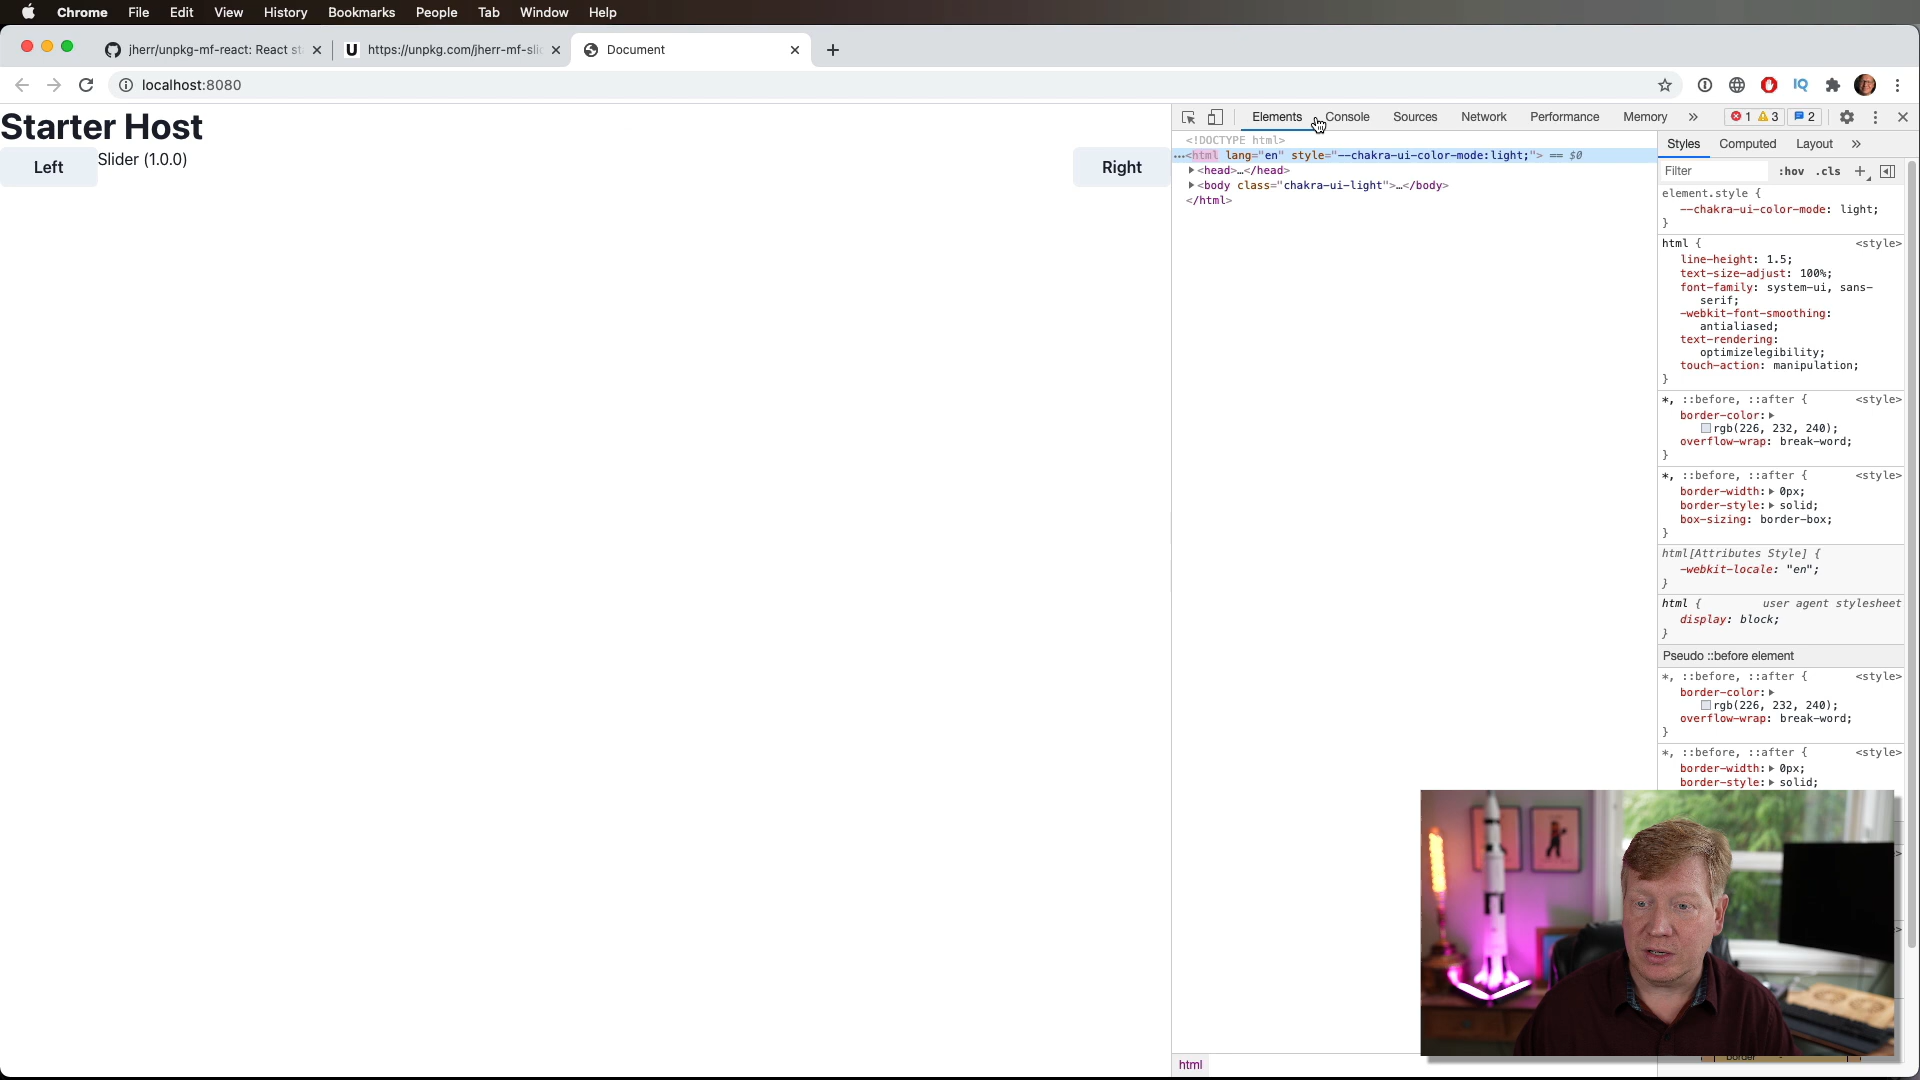 Chrome File Edit View History Bookmarks People Tab Window Help
jherr/unpkg-mf-react: React st
https://unpkg.com/jherr-mf-slid
Document
localhost:8080
Starter Host
Left
Slider (1.0.0)
Right
Elements Console Sources Network Performance Memory » 1 3 2
<!DOCTYPE html>
…<html lang="en" style="--chakra-ui-color-mode:light;"> == $0
<head>…</head>
<body class="chakra-ui-light">…</body>
</html>
html
Styles Computed Layout »
Filter :hov .cls +
element.style {
--chakra-ui-color-mode: light;
}
html { <style>
line-height: 1.5;
text-size-adjust: 100%;
font-family: system-ui, sans-
serif;
-webkit-font-smoothing:
antialiased;
text-rendering:
optimizelegibility;
touch-action: manipulation;
}
*, ::before, ::after { <style>
border-color:
rgb(226, 232, 240);
overflow-wrap: break-word;
}
*, ::before, ::after { <style>
border-width: 0px;
border-style: solid;
box-sizing: border-box;
}
html[Attributes Style] {
-webkit-locale: "en";
}
html { user agent stylesheet
display: block;
}
Pseudo ::before element
*, ::before, ::after { <style>
border-color:
rgb(226, 232, 240);
overflow-wrap: break-word;
}
*, ::before, ::after { <style>
border-width: 0px;
border-style: solid;